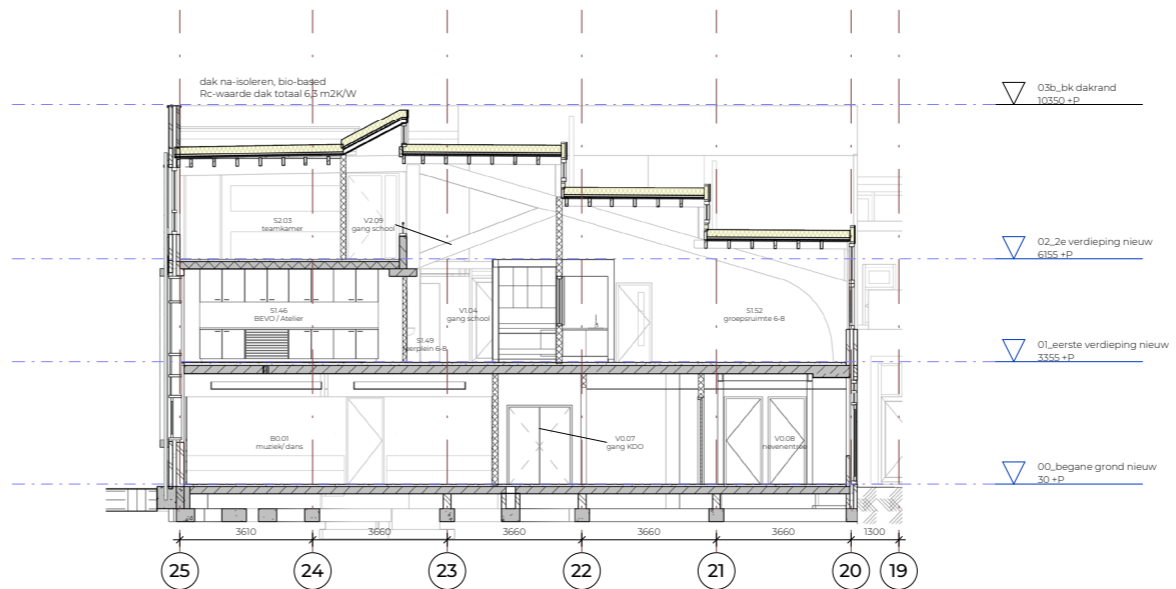 dak na-isoleren, bio-based
Rc-waarde dak totaal 6,3 m2K/W
03b_bk dakrand
10350 +P
S2.03
teamkamer
V2.09
gang school
02_2e verdieping nieuw
6155 +P
S1.46
BEVO / Atelier
V1.04
gang school
S1.52
groepsruimte 6-8
S1.49
leerplein 6-8
01_eerste verdieping nieuw
3355 +P
B0.01
muziek/ dans
V0.07
gang KDO
V0.08
nevenentree
00_begane grond nieuw
30 +P
3610
3660
3660
3660
3660
1300
25
24
23
22
21
20
19